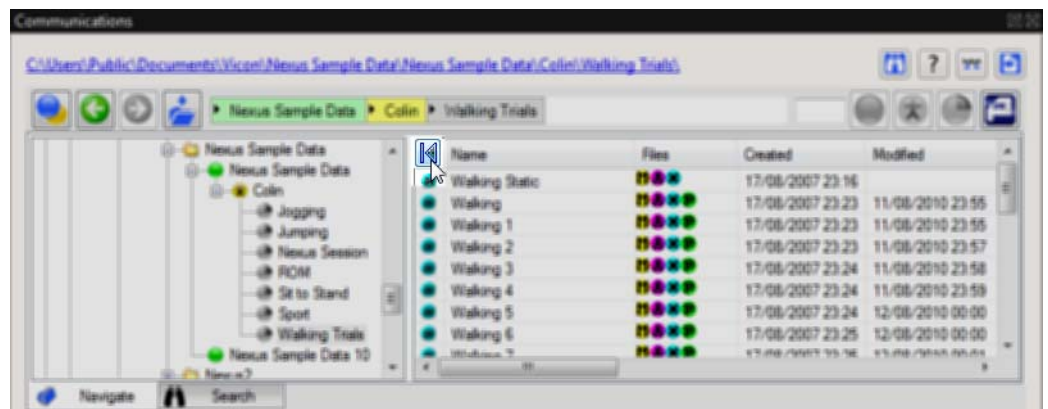 Communications
C:\Users\Public\Documents\Vicon\Nexus Sample Data\Nexus Sample Data\Colin\Walking Trials\
Nexus Sample Data Colin Walking Trials
Nexus Sample Data
Nexus Sample Data
Colin
Jogging
Jumping
Nexus Session
ROM
Sit to Stand
Sport
Walking Trials
Nexus Sample Data 10
Nexus2
Name Files Created Modified
Walking Static 17/08/2007 23:16
Walking 17/08/2007 23:23 11/08/2010 23:55
Walking 1 17/08/2007 23:23 11/08/2010 23:55
Walking 2 17/08/2007 23:23 11/08/2010 23:57
Walking 3 17/08/2007 23:24 11/08/2010 23:58
Walking 4 17/08/2007 23:24 11/08/2010 23:59
Walking 5 17/08/2007 23:24 12/08/2010 00:00
Walking 6 17/08/2007 23:25 12/08/2010 00:00
Walking 7
Navigate Search